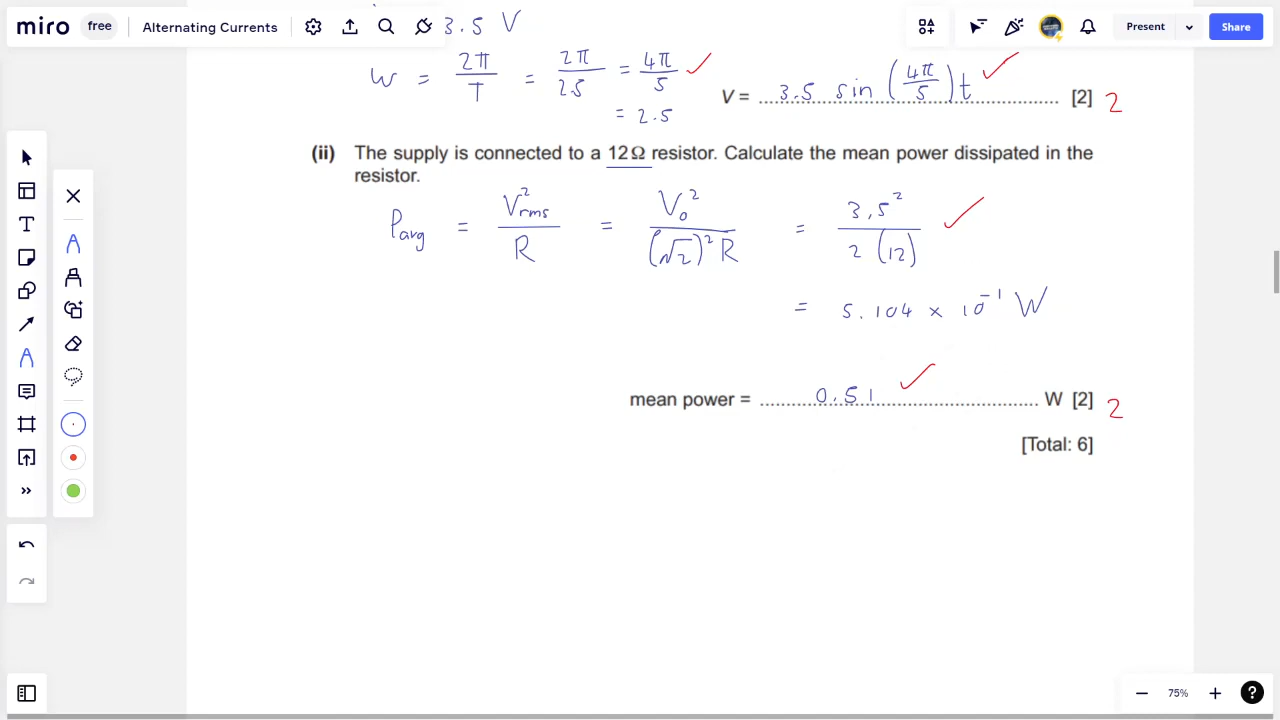 miro free Alternating Currents 3.5 V Present Share
ω = 2π/T = 2π/2.5 = 4π/5 ✓
= 2.5
V = 3.5 sin (4π/5) t ✓ [2] 2
(ii) The supply is connected to a 12Ω resistor. Calculate the mean power dissipated in the
resistor.
P avg = V²rms / R = V₀² / (√2)² R = 3.5² / 2 (12) ✓
= 5.104 × 10⁻¹ W
mean power = 0.51 ✓ W [2] 2
[Total: 6]
75%